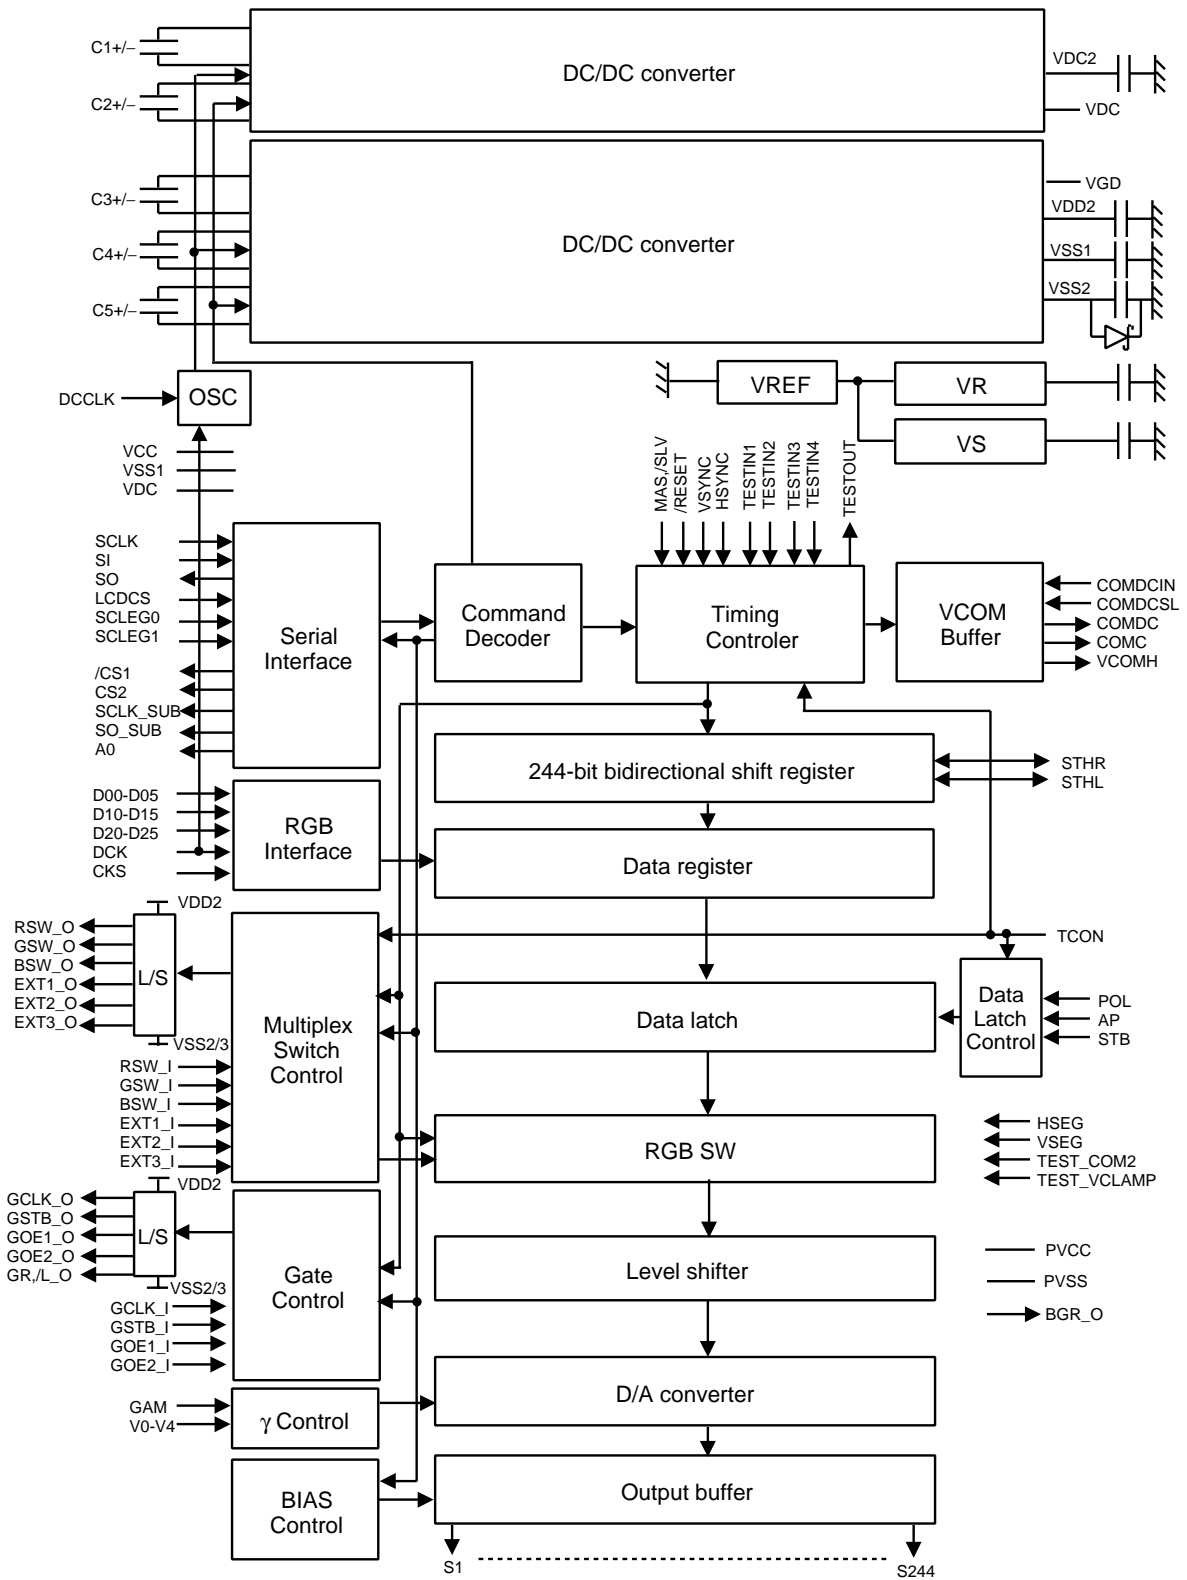 C1+/–
DC/DC converter
VDC2
C2+/–
VDC
C3+/–
VGD
VDD2
C4+/–
DC/DC converter
VSS1
VSS2
C5+/–
DCCLK
OSC
VREF
VR
VS
VCC
VSS1
VDC
MAS,/SLV
/RESET
VSYNC
HSYNC
TESTIN1
TESTIN2
TESTIN3
TESTIN4
TESTOUT
SCLK
SI
SO
LCDCS
SCLEG0
SCLEG1
/CS1
CS2
SCLK_SUB
SO_SUB
A0
Serial
Interface
Command
Decoder
Timing
Controler
VCOM
Buffer
COMDCIN
COMDCSL
COMDC
COMC
VCOMH
244-bit bidirectional shift register
STHR
STHL
D00-D05
D10-D15
D20-D25
DCK
CKS
RGB
Interface
Data register
VDD2
RSW_O
GSW_O
BSW_O
EXT1_O
EXT2_O
EXT3_O
L/S
VSS2/3
RSW_I
GSW_I
BSW_I
EXT1_I
EXT2_I
EXT3_I
Multiplex
Switch
Control
TCON
Data latch
Data
Latch
Control
POL
AP
STB
RGB SW
HSEG
VSEG
TEST_COM2
TEST_VCLAMP
VDD2
GCLK_O
GSTB_O
GOE1_O
GOE2_O
GR,/L_O
L/S
VSS2/3
GCLK_I
GSTB_I
GOE1_I
GOE2_I
Gate
Control
Level shifter
PVCC
PVSS
BGR_O
GAM
V0-V4
γ Control
D/A converter
BIAS
Control
Output buffer
S1
S244